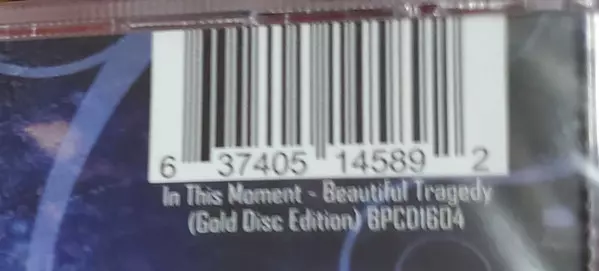 6 37405 14589 2
In This Moment - Beautiful Tragedy
(Gold Disc Edition) BPCD1604